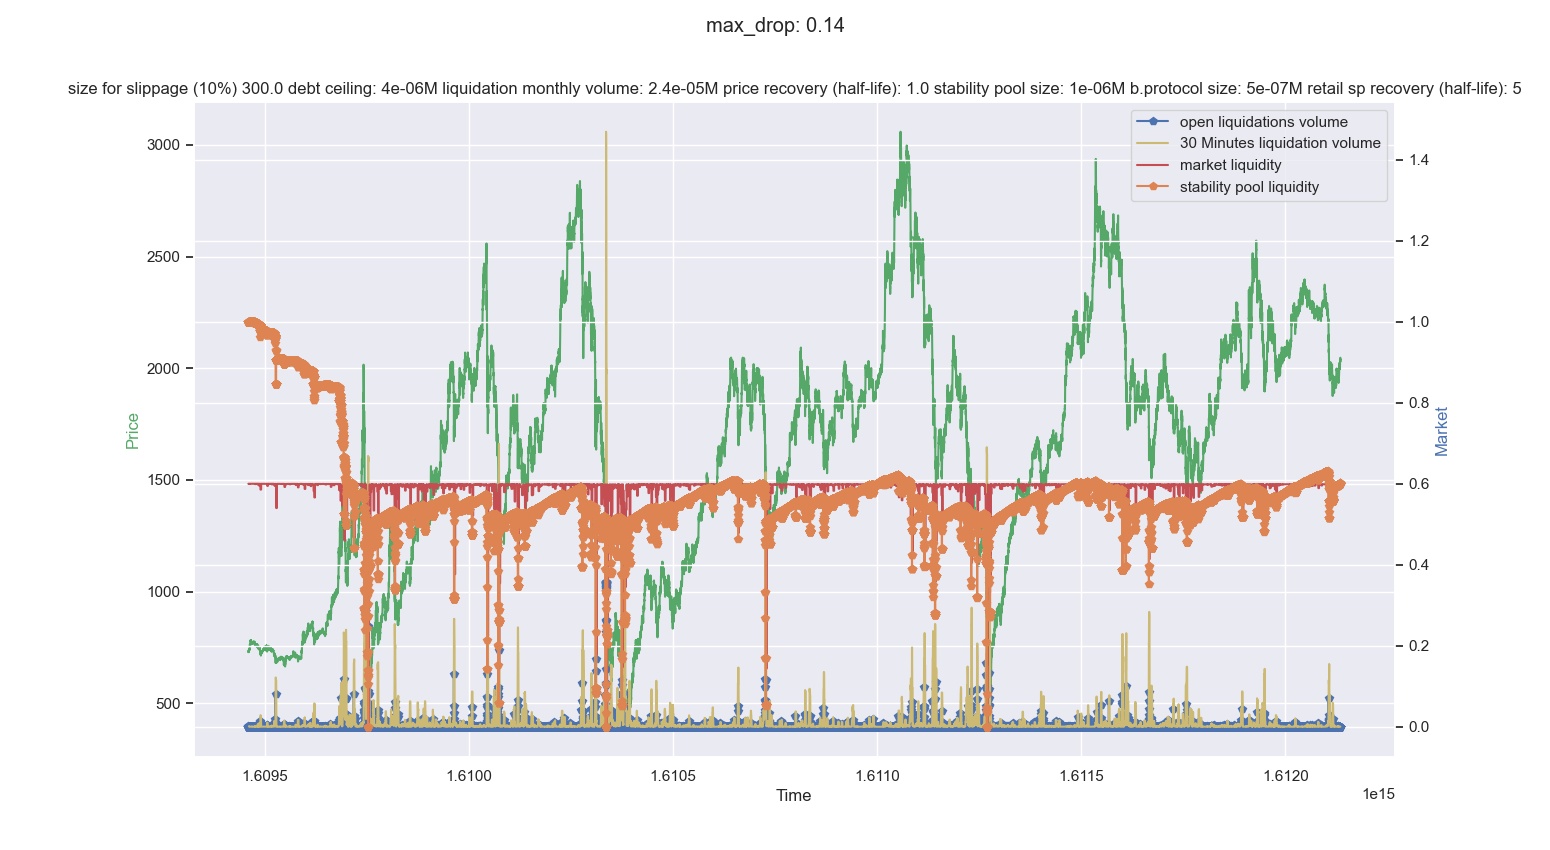 max_drop: 0.14
size for slippage (10%) 300.0 debt ceiling: 4e-06M liquidation monthly volume: 2.4e-05M price recovery (half-life): 1.0 stability pool size: 1e-06M b.protocol size: 5e-07M retail sp recovery (half-life): 5
open liquidations volume
30 Minutes liquidation volume
market liquidity
stability pool liquidity
3000
2500
2000
1500
1000
500
Price
1.4
1.2
1.0
0.8
0.6
0.4
0.2
0.0
Market
1.6095 1.6100 1.6105 1.6110 1.6115 1.6120
1e15
Time